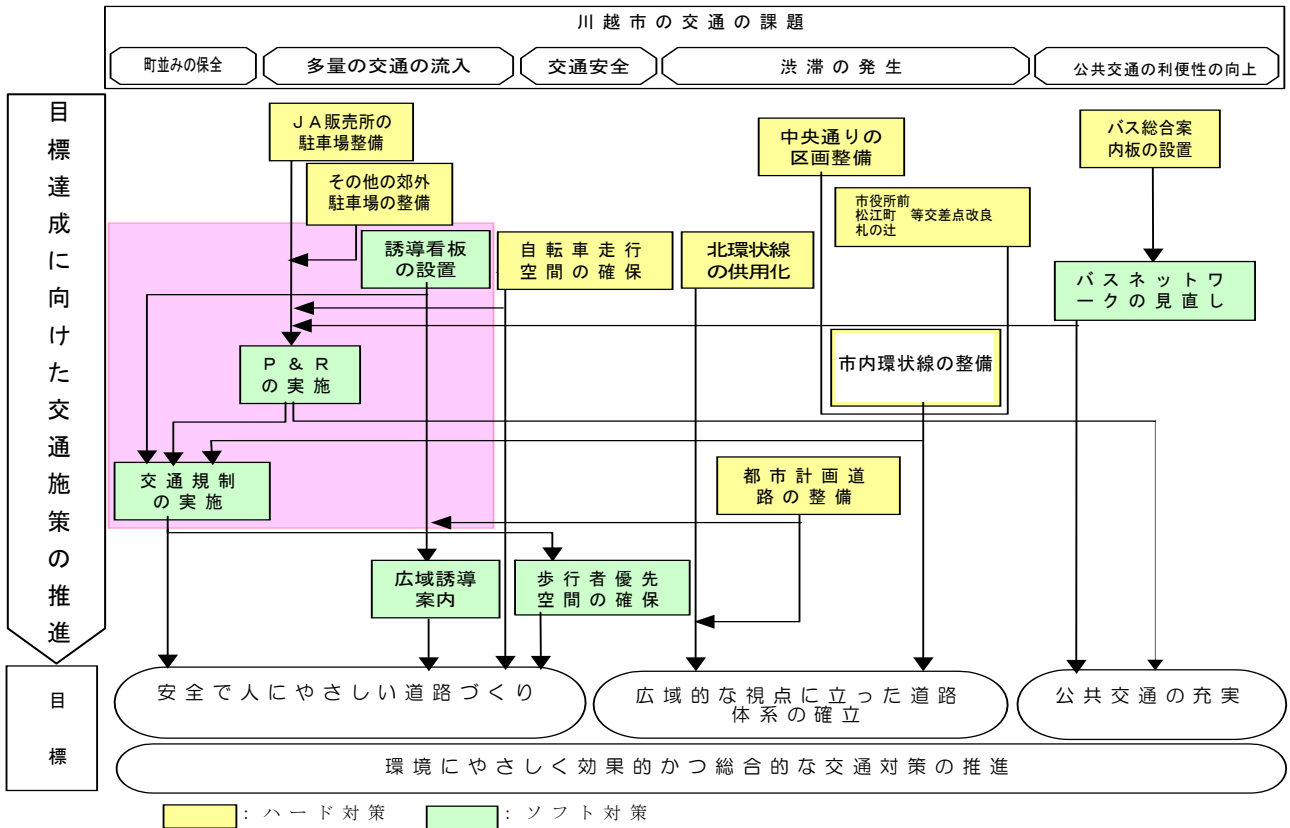 川越市の交通の課題
町並みの保全
多量の交通の流入
交通安全
渋滞の発生
公共交通の利便性の向上
目標達成に向けた交通施策の推進
ＪＡ販売所の
駐車場整備
その他の郊外
駐車場の整備
中央通りの
区画整備
バス総合案
内板の設置
市役所前
松江町　等交差点改良
札の辻
誘導看板
の設置
自転車走行
空間の確保
北環状線
の供用化
バスネットワ
ークの見直し
Ｐ＆Ｒ
の実施
市内環状線の整備
交通規制
の実施
都市計画道
路の整備
広域誘導
案内
歩行者優先
空間の確保
目標
安全で人にやさしい道路づくり
広域的な視点に立った道路
体系の確立
公共交通の充実
環境にやさしく効果的かつ総合的な交通対策の推進
：ハード対策
：ソフト対策